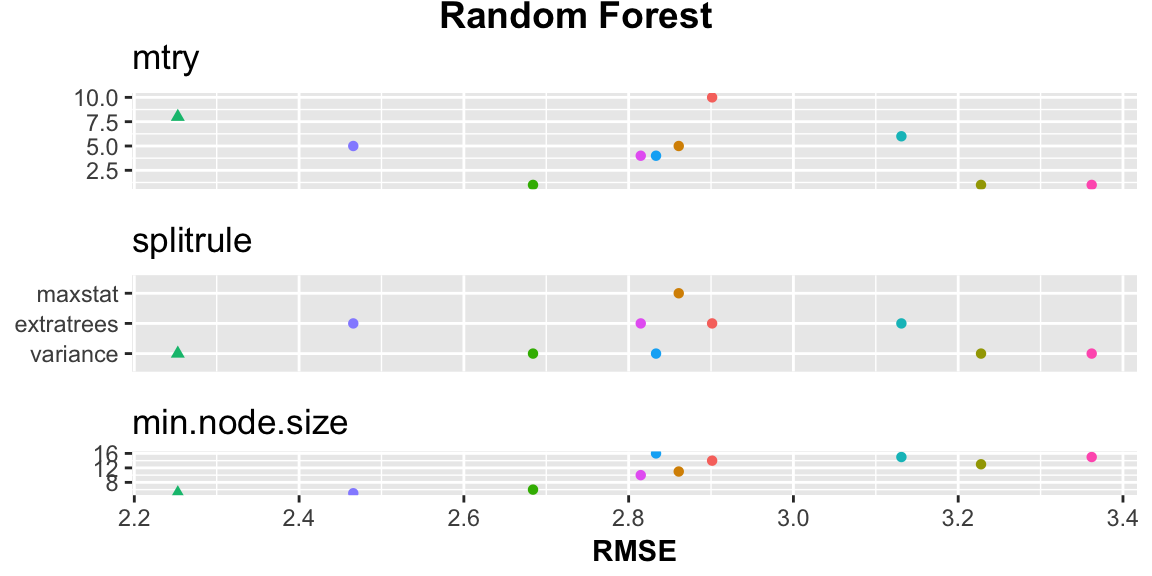 Random Forest
mtry
10.0
7.5
5.0
2.5
splitrule
maxstat
extratrees
variance
min.node.size
16
12
8
2.2 2.4 2.6 2.8 3.0 3.2 3.4
RMSE